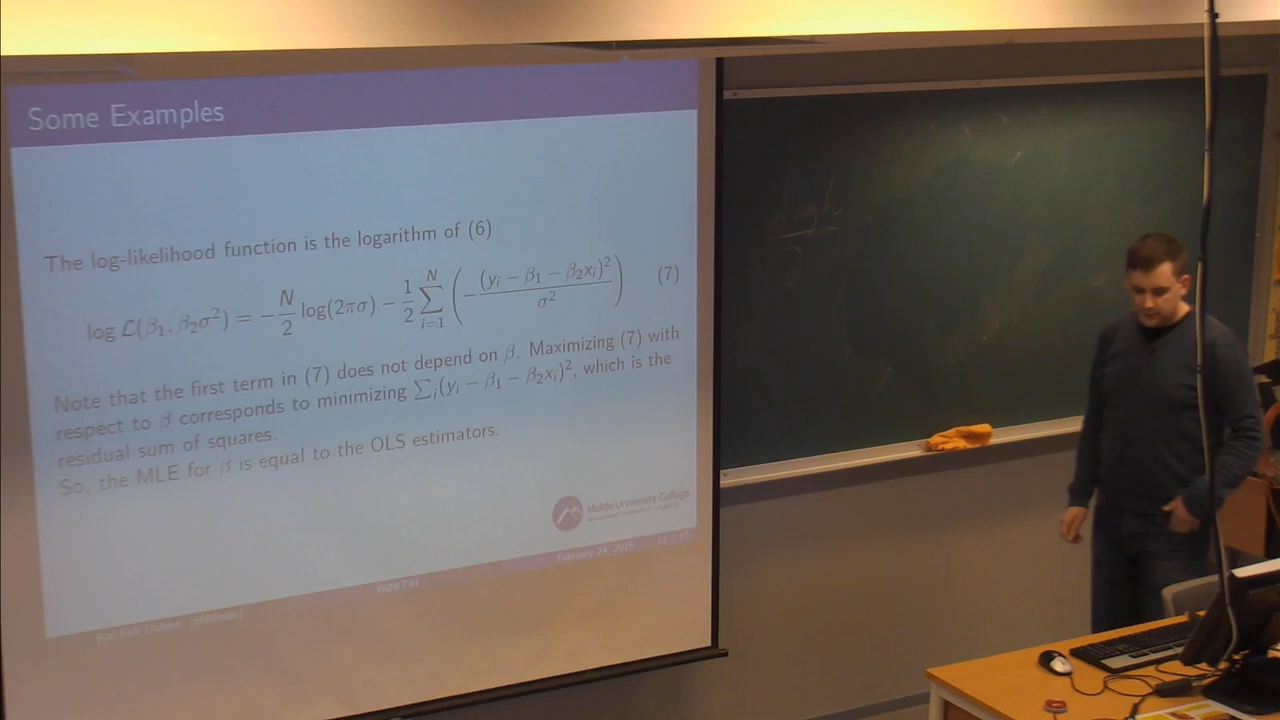 Some Examples
The log-likelihood function is the logarithm of (6)
log ℒ(β₁, β₂σ²) = −N/2 log(2πσ) − 1/2 ∑ᵢ₌₁ᴺ (−(yᵢ − β₁ − β₂xᵢ)²/σ²) (7)
Note that the first term in (7) does not depend on β. Maximizing (7) with
respect to β corresponds to minimizing ∑ᵢ(yᵢ − β₁ − β₂xᵢ)², which is the
residual sum of squares.
So, the MLE for β is equal to the OLS estimators.
Molde University College
February 24, 2015